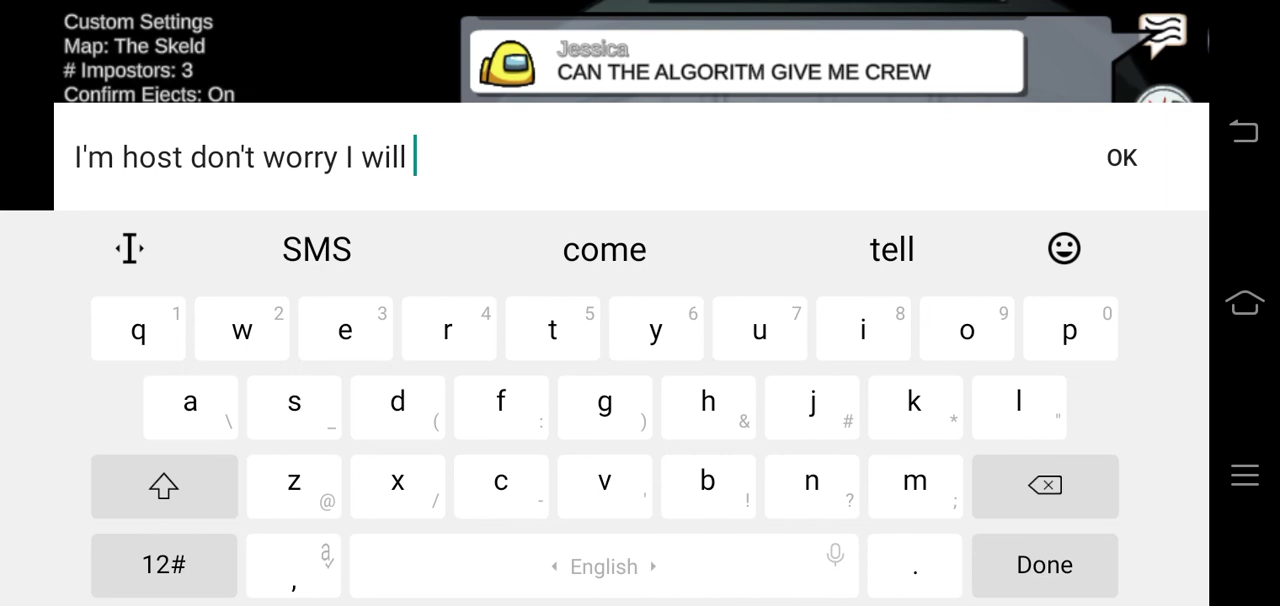 Custom Settings
Map: The Skeld
# Impostors: 3
Confirm Ejects: On
Jessica
CAN THE ALGORITM GIVE ME CREW
I'm host don't worry I will
OK
SMS come tell
q 1 w 2 e 3 r 4 t 5 y 6 u 7 i 8 o 9 p 0
a \ s _ d ( f : g ) h & j # k * l "
z @ x / c - v ' b ! n ? m ;
12# , a English . Done